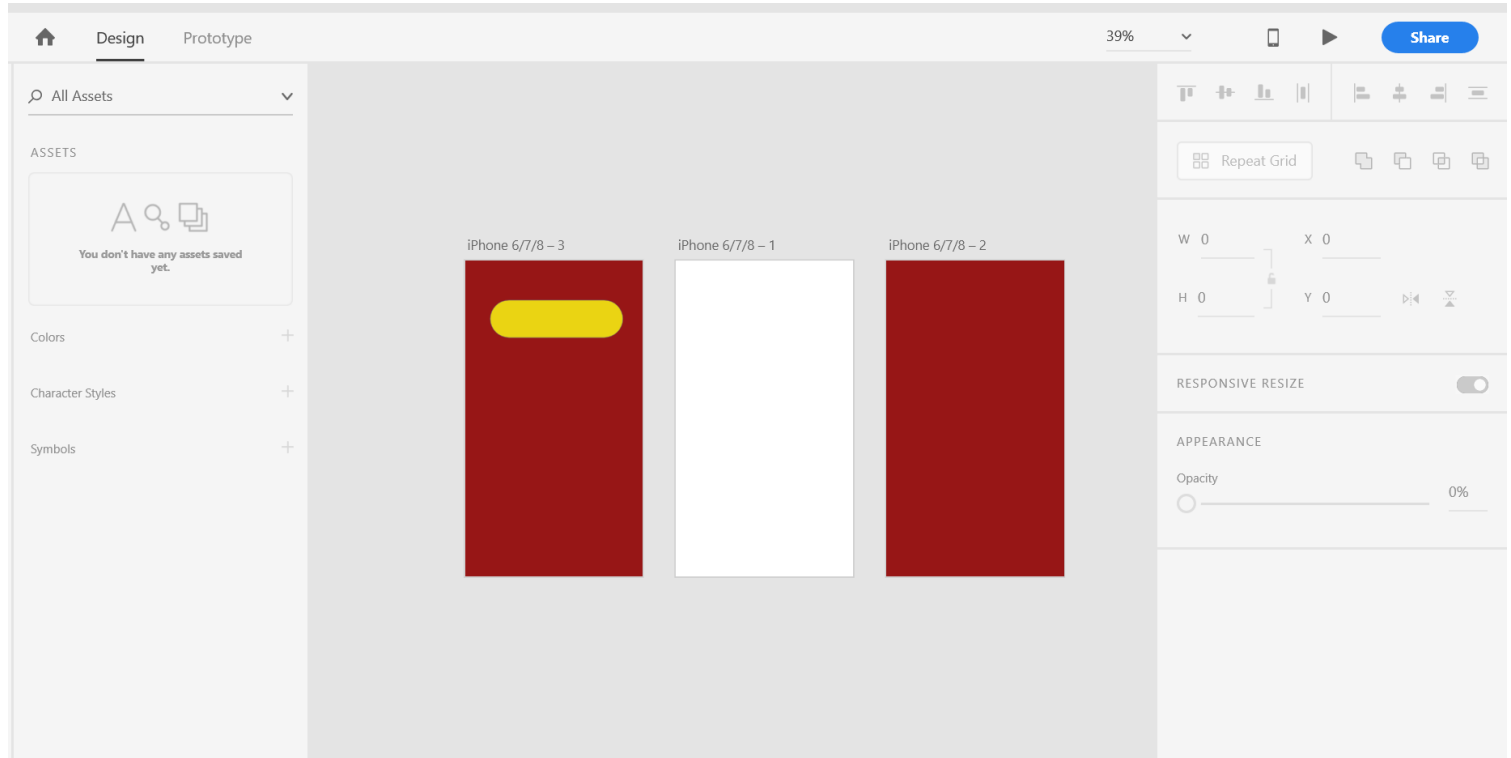 Design Prototype 39% Share
All Assets
ASSETS
You don't have any assets saved
yet.
Colors
Character Styles
Symbols
iPhone 6/7/8 – 3
iPhone 6/7/8 – 1
iPhone 6/7/8 – 2
Repeat Grid
W 0 X 0
H 0 Y 0
RESPONSIVE RESIZE
APPEARANCE
Opacity
0%